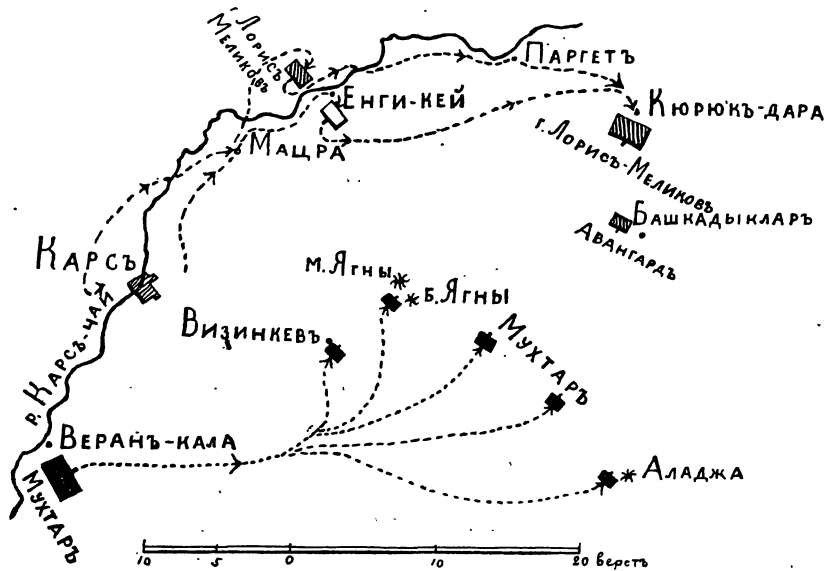 Лорисъ
Меликовъ
Паргетъ
Енги-кей
Кюрюкъ-дара
г. Лорисъ-Меликовъ
Мацра
Башкадыкларъ
Авангардъ
Карсъ
м. Ягны
б. Ягны
Визинкевъ
Мухтаръ
р. Карсъ-чай
Веранъ-кала
Мухтаръ
Аладжа
10 5 0 10 20 верстъ